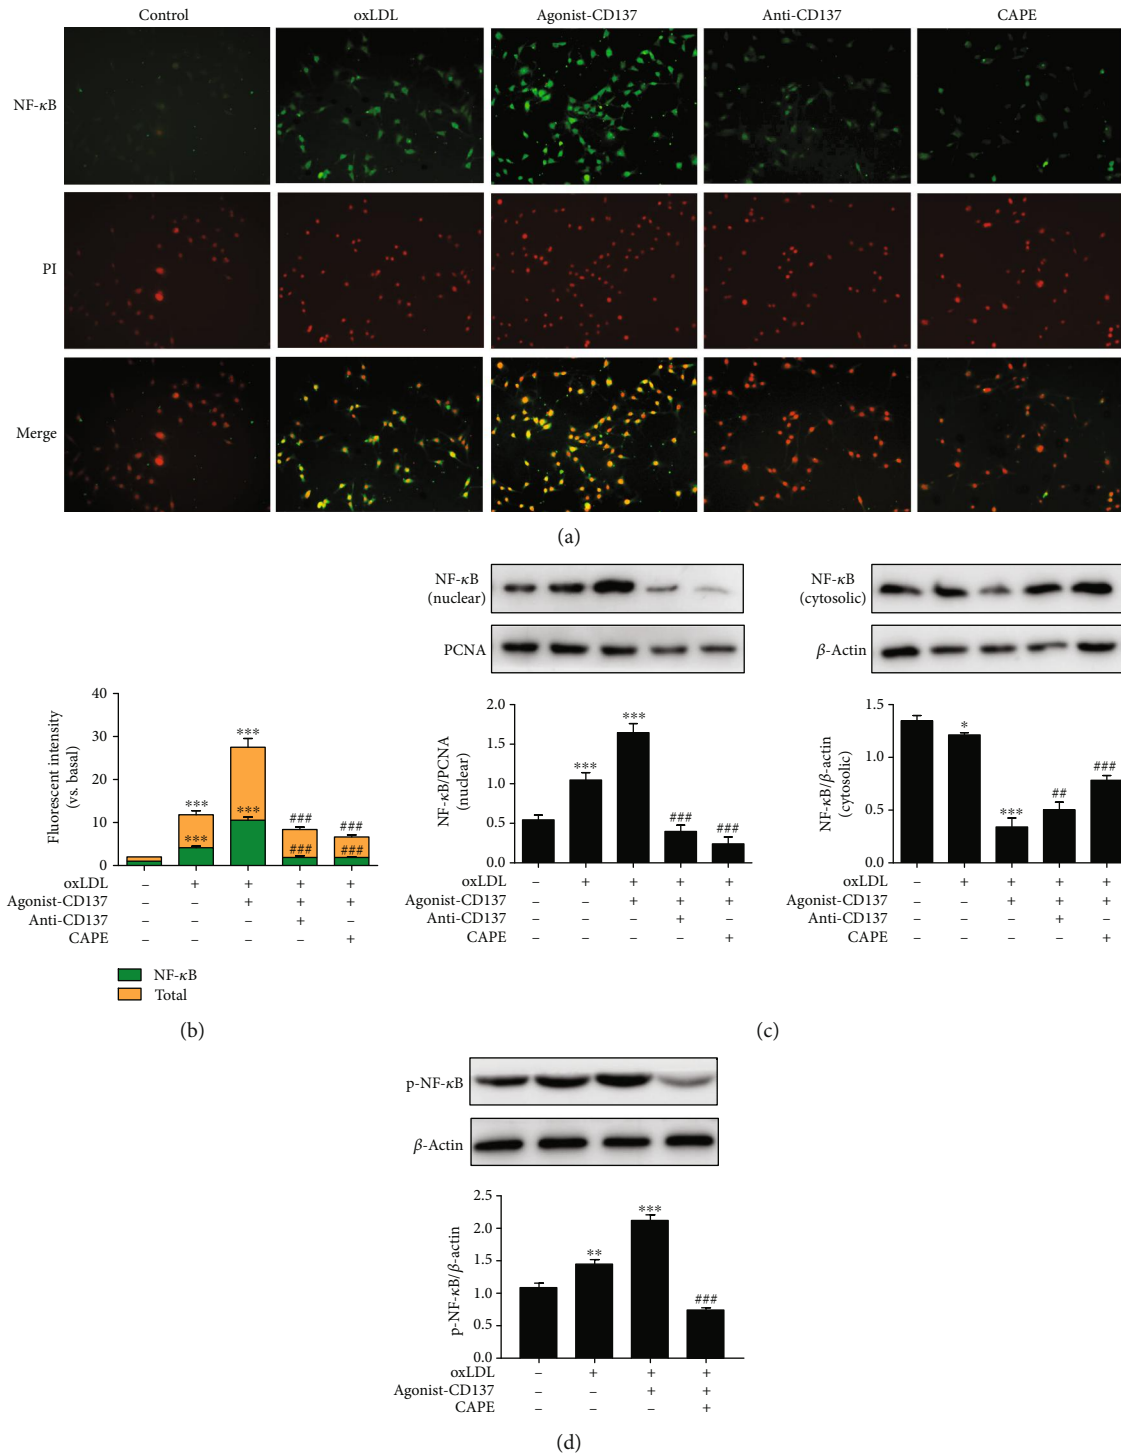 Control oxLDL Agonist-CD137 Anti-CD137 CAPE
NF-κB
PI
Merge
(a)
Fluorescent intensity
(vs. basal)
40
30
20
10
0
*** *** *** *** ### ### ### ###
oxLDL – + + + +
Agonist-CD137 – – + + +
Anti-CD137 – – – + –
CAPE – – – – +
NF-κB
Total
(b)
NF-κB
(nuclear)
PCNA
NF-κB/PCNA
(nuclear)
2.0
1.5
1.0
0.5
0.0
*** *** ### ###
oxLDL – + + + +
Agonist-CD137 – – + + +
Anti-CD137 – – – + –
CAPE – – – – +
NF-κB
(cytosolic)
β-Actin
NF-κB/β-actin
(cytosolic)
1.5
1.0
0.5
0.0
* *** ## ###
oxLDL – + + + +
Agonist-CD137 – – + + +
Anti-CD137 – – – + –
CAPE – – – – +
(c)
p-NF-κB
β-Actin
p-NF-κB/β-actin
2.5
2.0
1.5
1.0
0.5
0.0
** *** ###
oxLDL – + + +
Agonist-CD137 – – + +
CAPE – – – +
(d)